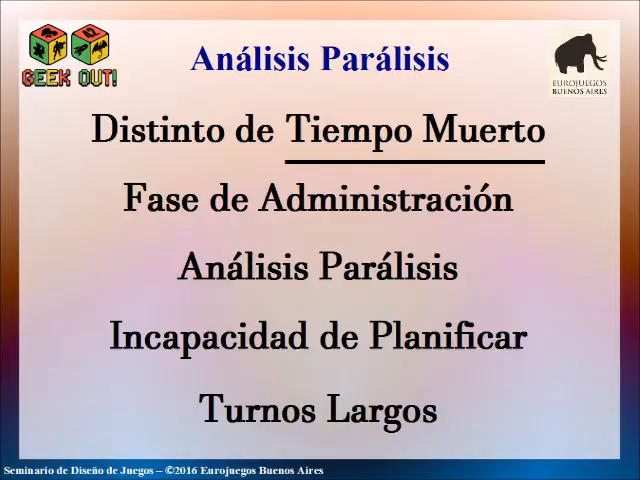 GEEK OUT!
Análisis Parálisis
EUROJUEGOS
BUENOS AIRES
Distinto de Tiempo Muerto
Fase de Administración
Análisis Parálisis
Incapacidad de Planificar
Turnos Largos
Seminario de Diseño de Juegos – ©2016 Eurojuegos Buenos Aires